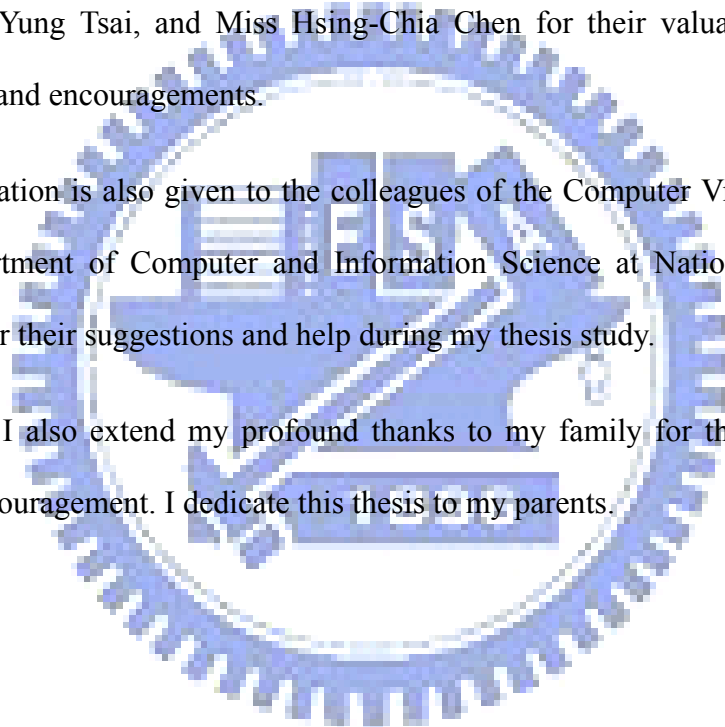 Yung Tsai, and Miss Hsing-Chia Chen for their valua
and encouragements.
ation is also given to the colleagues of the Computer Vi
rtment of Computer and Information Science at Natio
r their suggestions and help during my thesis study.
I also extend my profound thanks to my family for th
ouragement. I dedicate this thesis to my parents.
1896